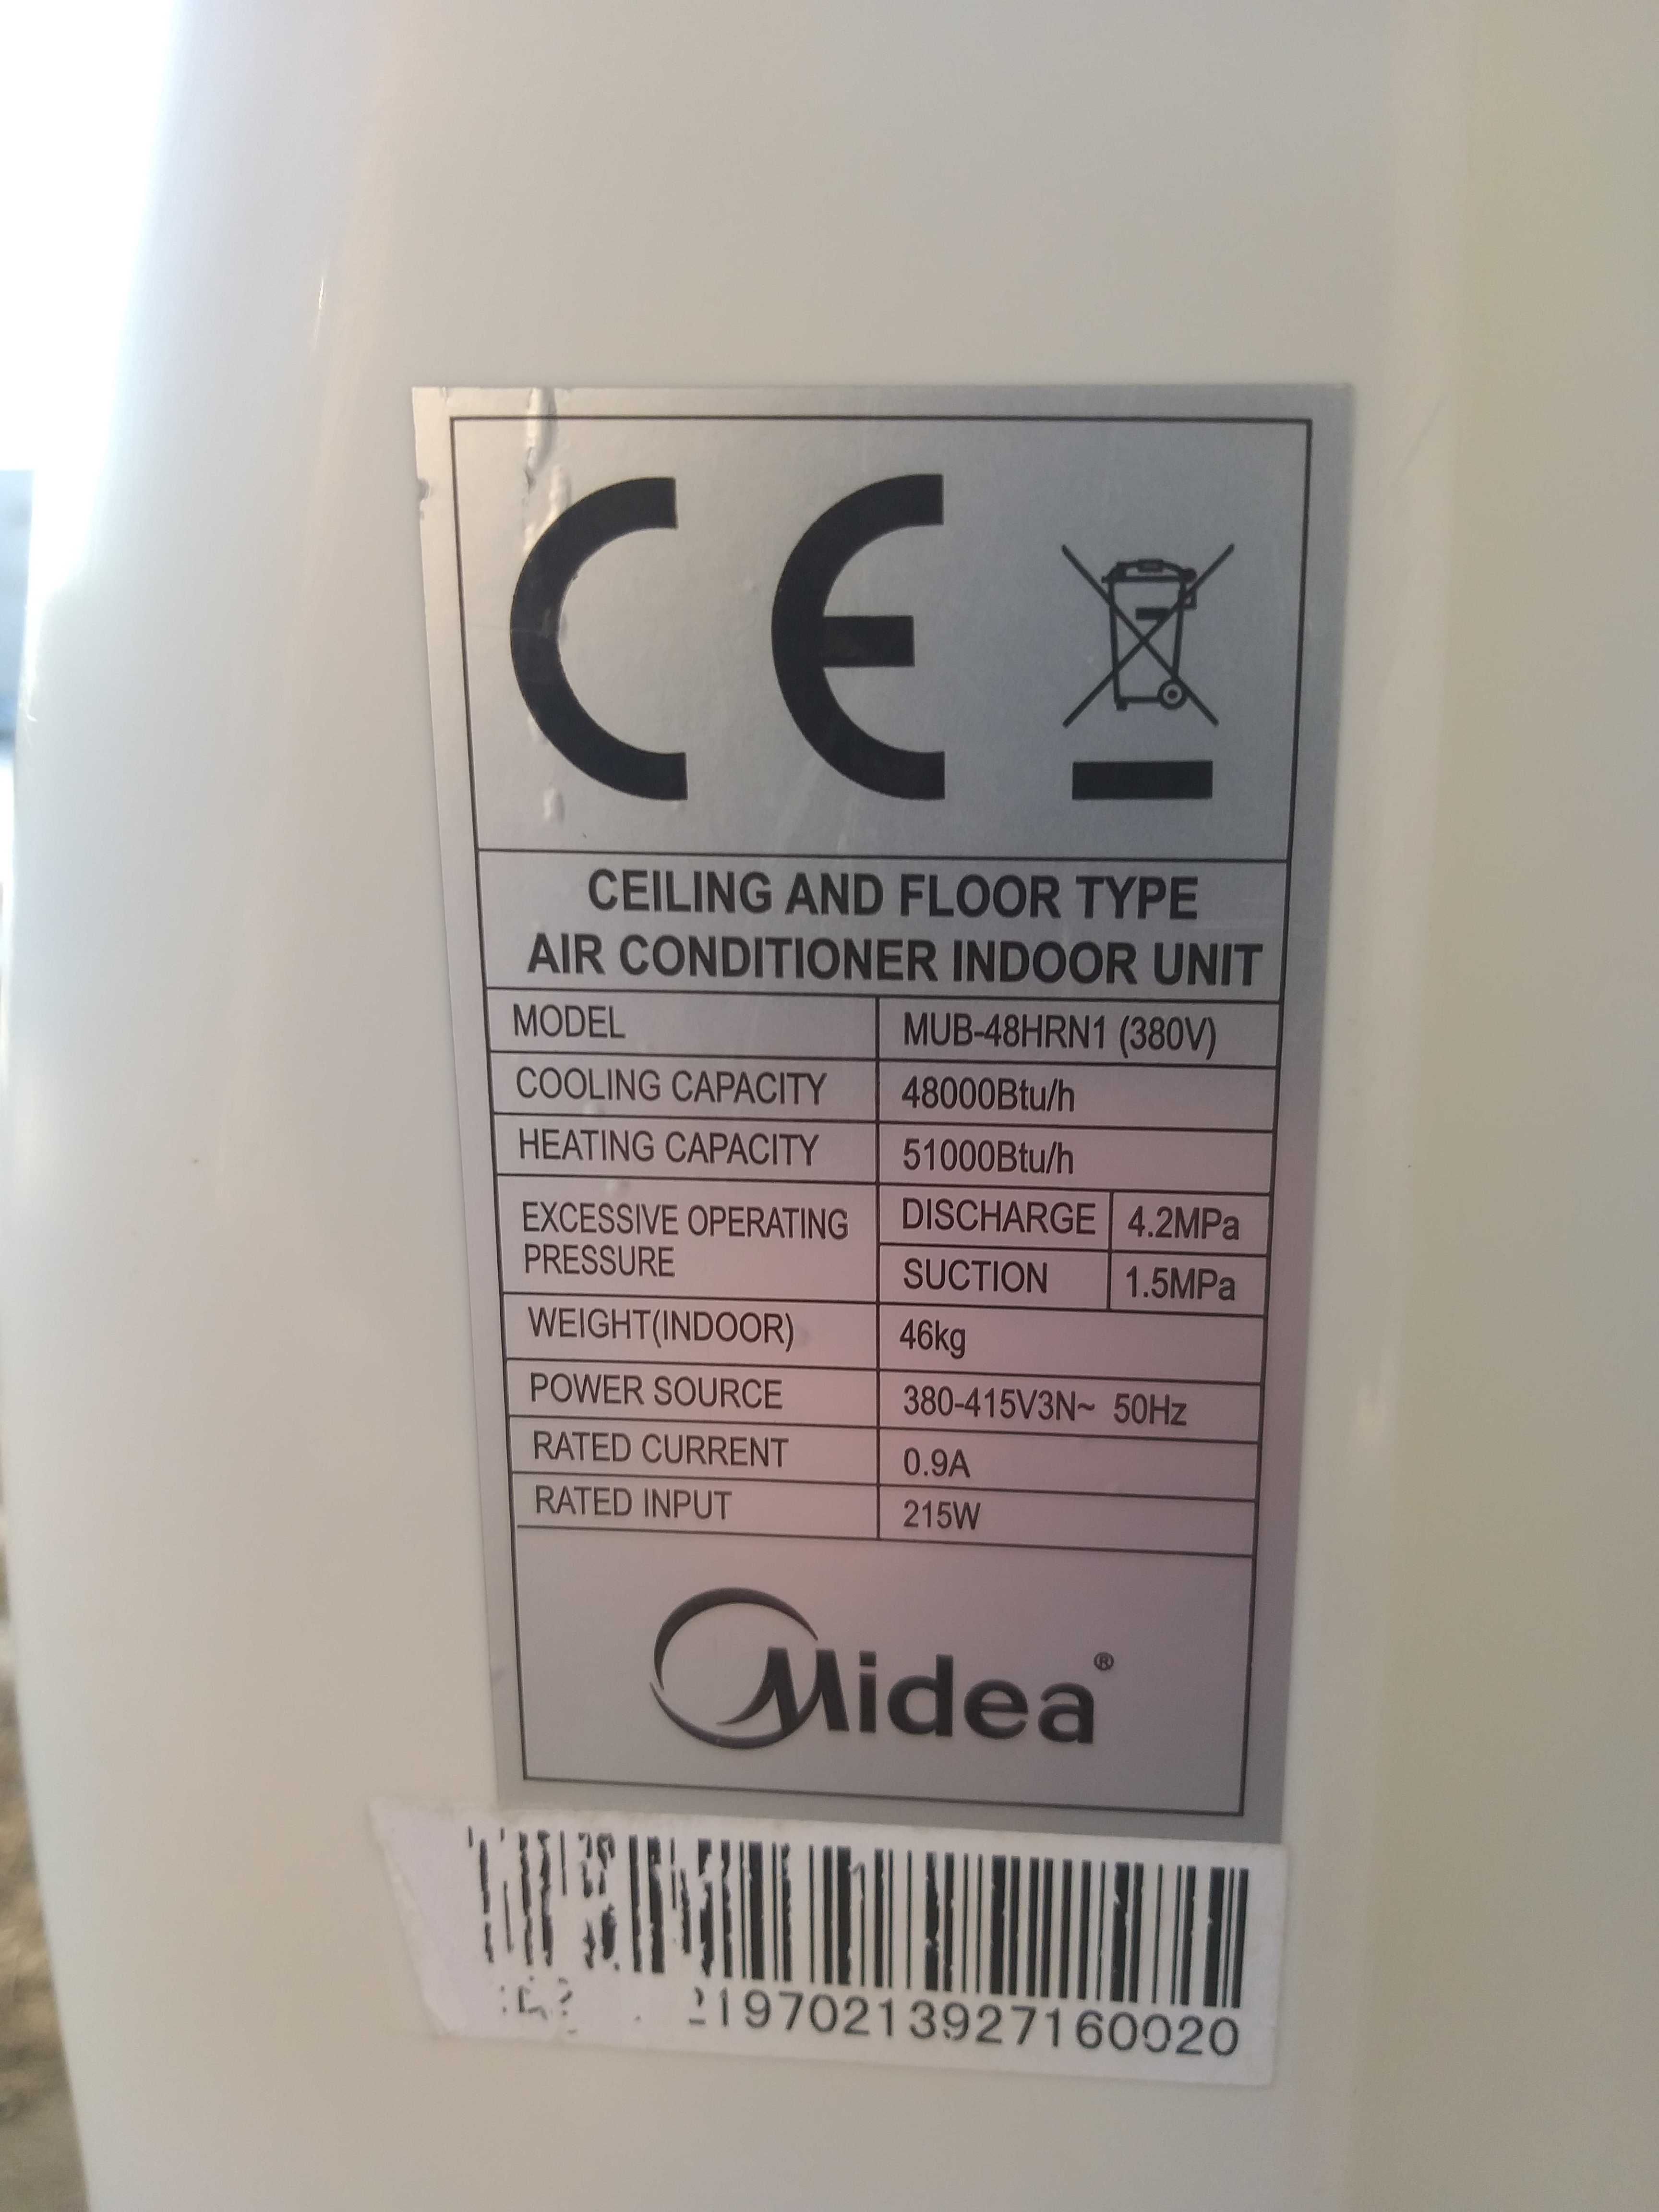 CE
CEILING AND FLOOR TYPE
AIR CONDITIONER INDOOR UNIT
MODEL MUB-48HRN1 (380V)
COOLING CAPACITY 48000Btu/h
HEATING CAPACITY 51000Btu/h
EXCESSIVE OPERATING PRESSURE DISCHARGE 4.2MPa
SUCTION 1.5MPa
WEIGHT(INDOOR) 46kg
POWER SOURCE 380-415V3N~ 50Hz
RATED CURRENT 0.9A
RATED INPUT 215W
Midea®
21970213927160020